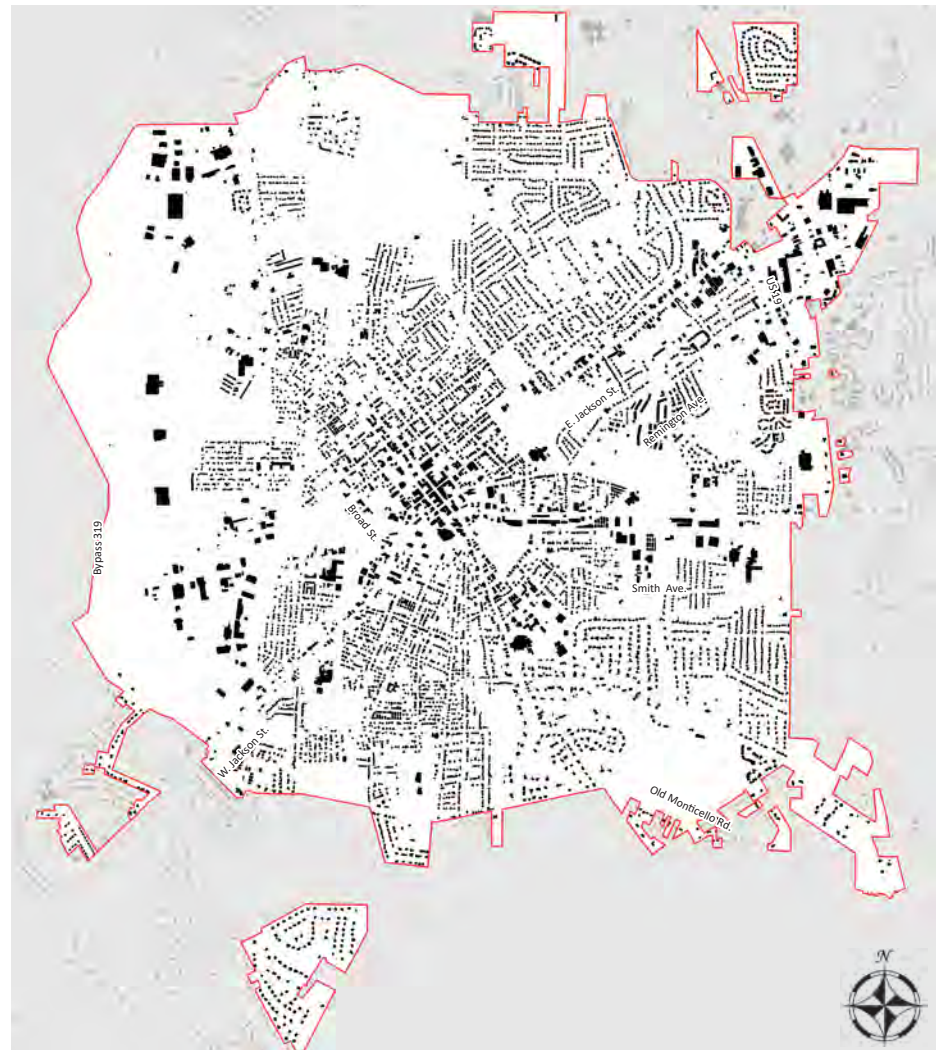 N
US19
E. Jackson St.
Remington Ave.
Broad St.
Bypass 319
Smith Ave.
W. Jackson St.
Old Monticello Rd.